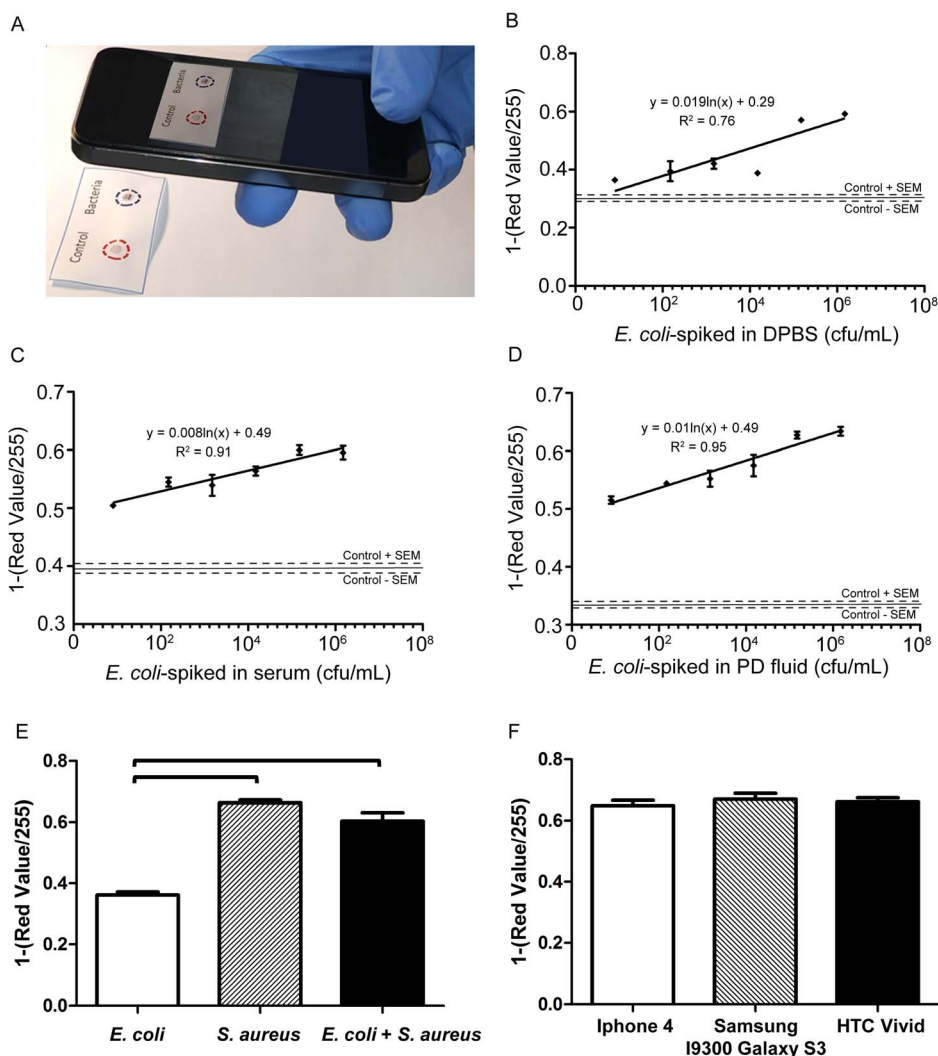 A
Control Bacteria
Control Bacteria
B
1-(Red Value/255)
0.8
0.6
0.4
0.2
0.0
y = 0.019ln(x) + 0.29
R² = 0.76
Control + SEM
Control - SEM
0 10² 10⁴ 10⁶ 10⁸
E. coli-spiked in DPBS (cfu/mL)
C
1-(Red Value/255)
0.7
0.6
0.5
0.4
0.3
y = 0.008ln(x) + 0.49
R² = 0.91
Control + SEM
Control - SEM
0 10² 10⁴ 10⁶ 10⁸
E. coli-spiked in serum (cfu/mL)
D
1-(Red Value/255)
0.7
0.6
0.5
0.4
0.3
y = 0.01ln(x) + 0.49
R² = 0.95
Control + SEM
Control - SEM
0 10² 10⁴ 10⁶ 10⁸
E. coli-spiked in PD fluid (cfu/mL)
E
1-(Red Value/255)
0.8
0.6
0.4
0.2
0.0
E. coli S. aureus E. coli + S. aureus
F
1-(Red Value/255)
0.8
0.6
0.4
0.2
0.0
Iphone 4 Samsung HTC Vivid
I9300 Galaxy S3